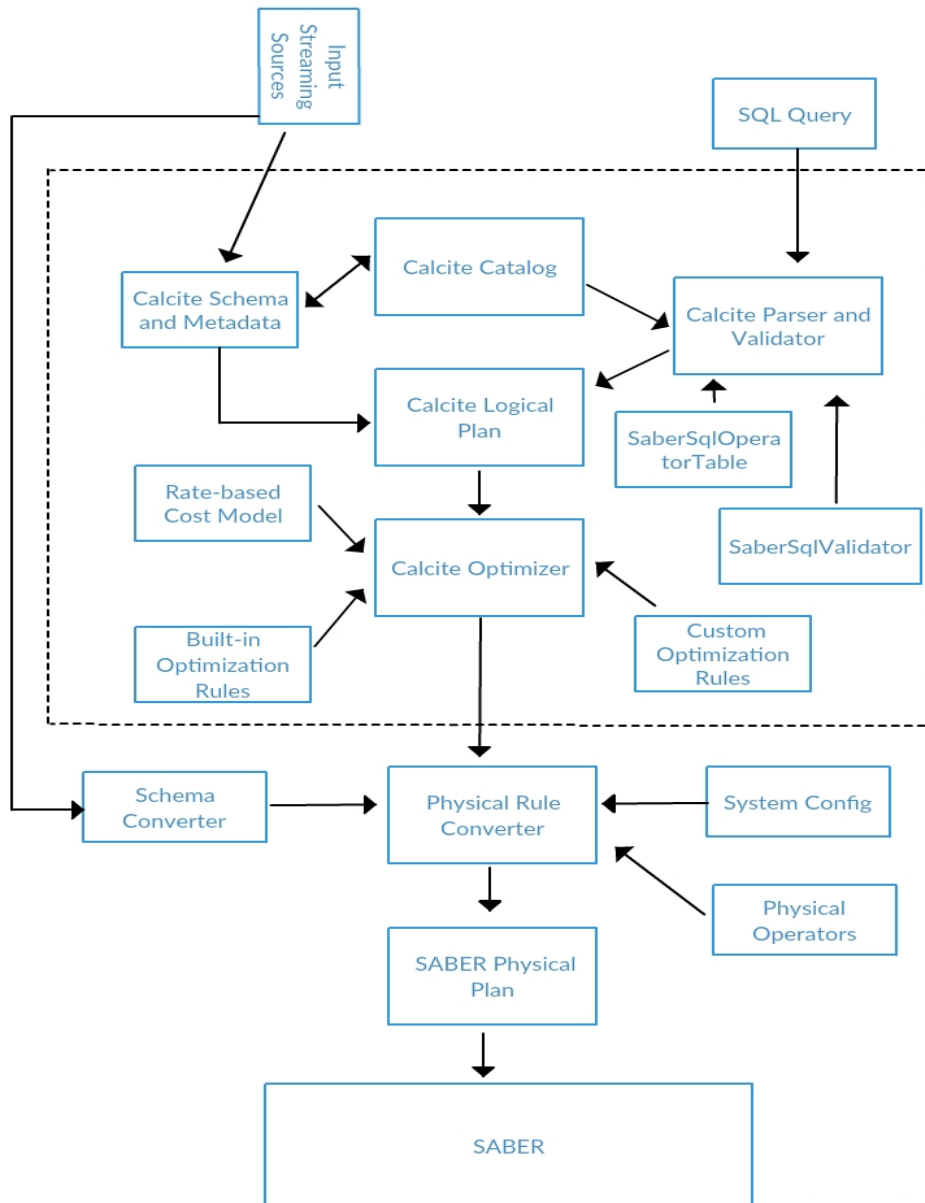 Input
Streaming
Sources
SQL Query
Calcite Catalog
Calcite Schema
and Metadata
Calcite Parser and
Validator
Calcite Logical
Plan
SaberSqlOpera
torTable
Rate-based
Cost Model
SaberSqlValidator
Calcite Optimizer
Built-in
Optimization
Rules
Custom
Optimization
Rules
Schema
Converter
Physical Rule
Converter
System Config
Physical
Operators
SABER Physical
Plan
SABER